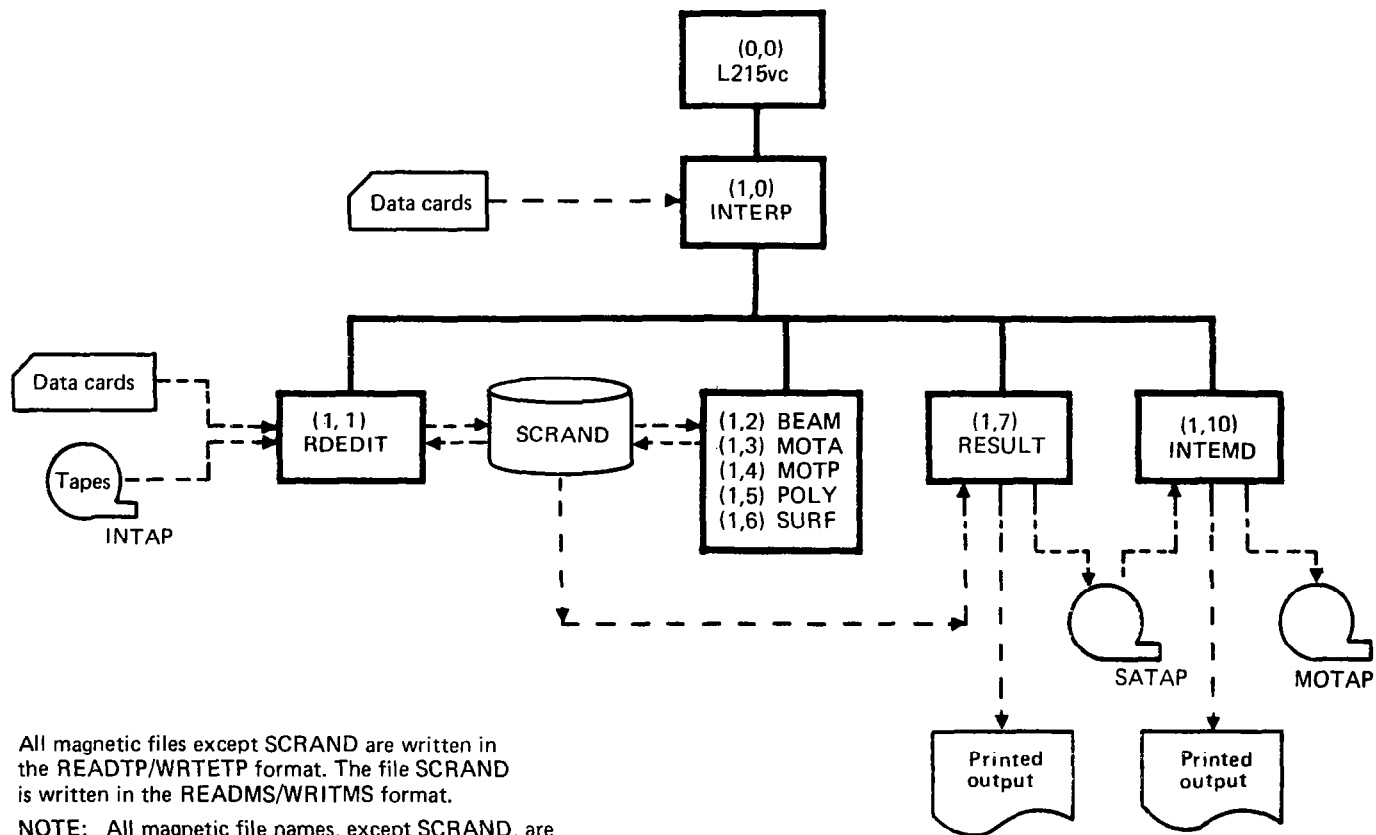 (0,0)
L215vc
(1,0)
INTERP
Data cards
Data cards
Tapes
INTAP
(1, 1)
RDEDIT
SCRAND
(1,2) BEAM
(1,3) MOTA
(1,4) MOTP
(1,5) POLY
(1,6) SURF
(1,7)
RESULT
(1,10)
INTEMD
SATAP
MOTAP
Printed
output
Printed
output
All magnetic files except SCRAND are written in
the READTP/WRTETP format. The file SCRAND
is written in the READMS/WRITMS format.
NOTE: All magnetic file names, except SCRAND, are